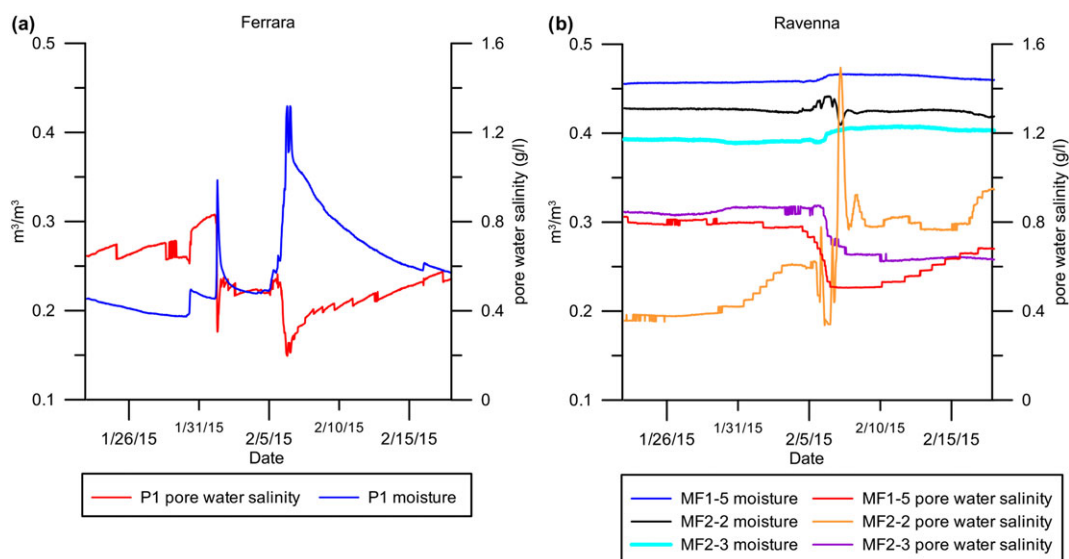 (a)
Ferrara
0.5
0.4
0.3
0.2
0.1
m³/m³
1.6
1.2
0.8
0.4
0
pore water salinity (g/l)
1/26/15
1/31/15
2/5/15
2/10/15
2/15/15
Date
P1 pore water salinity
P1 moisture
(b)
Ravenna
0.5
0.4
0.3
0.2
0.1
m³/m³
1.6
1.2
0.8
0.4
0
pore water salinity (g/l)
1/26/15
1/31/15
2/5/15
2/10/15
2/15/15
Date
MF1-5 moisture
MF1-5 pore water salinity
MF2-2 moisture
MF2-2 pore water salinity
MF2-3 moisture
MF2-3 pore water salinity